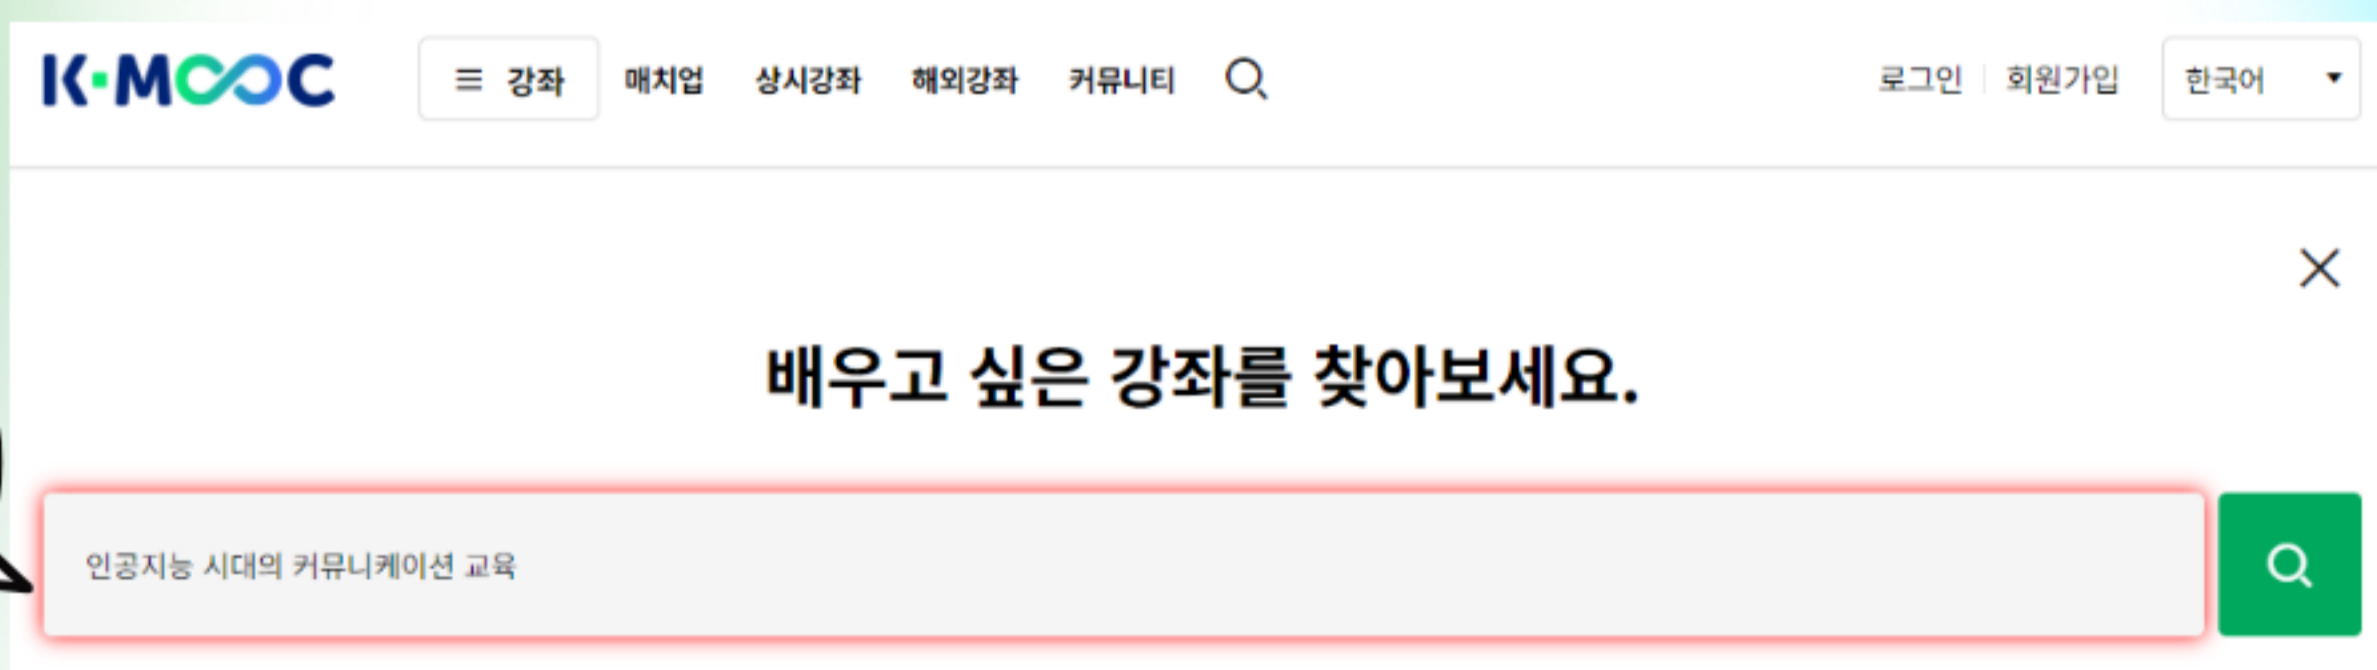 K·MOOC 강좌 매치업 상시강좌 해외강좌 커뮤니티 로그인 회원가입 한국어
배우고 싶은 강좌를 찾아보세요.
인공지능 시대의 커뮤니케이션 교육